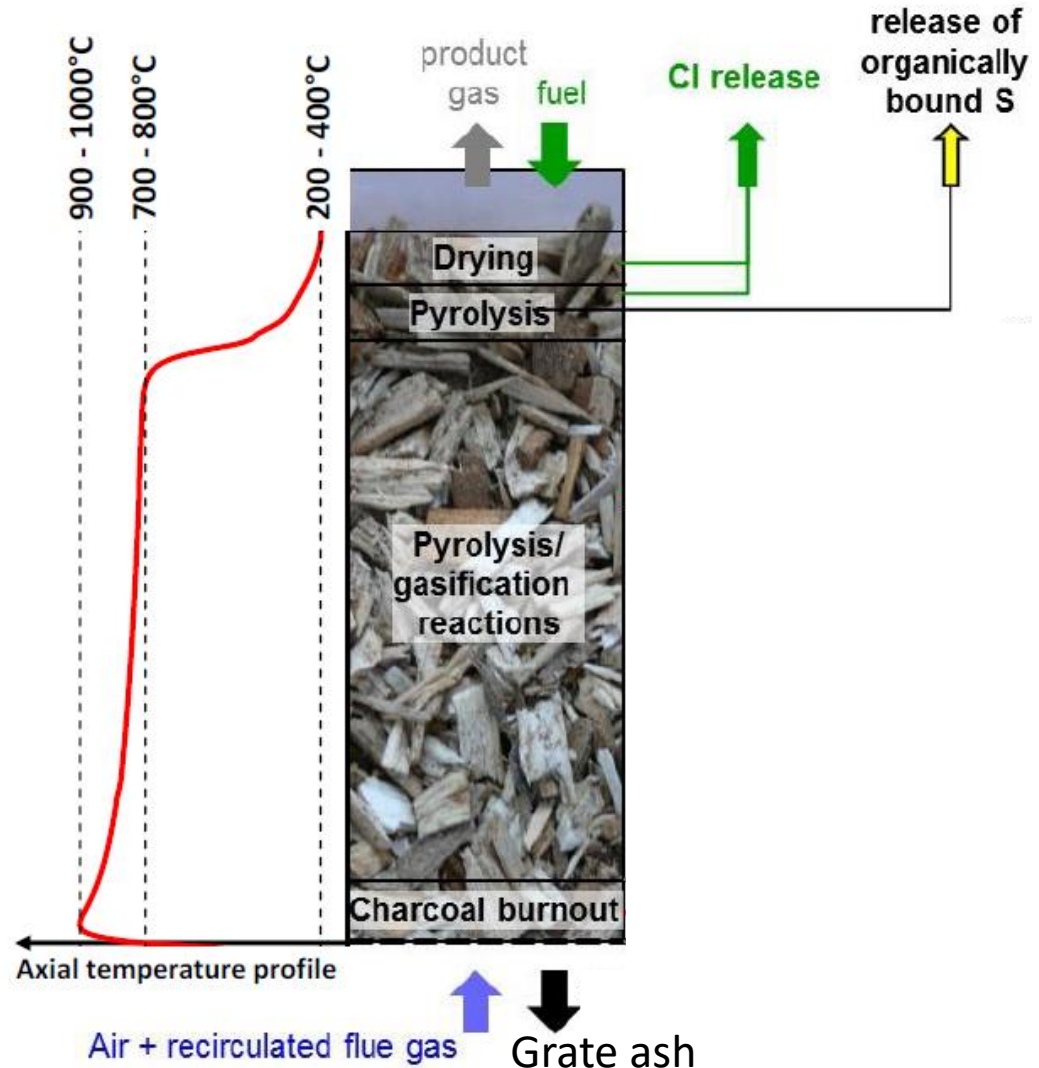 900 - 1000°C
700 - 800°C
200 - 400°C
product
gas
fuel
Cl release
release of
organically
bound S
Drying
Pyrolysis
Pyrolysis/
gasification
reactions
Charcoal burnout
Axial temperature profile
Air + recirculated flue gas
Grate ash